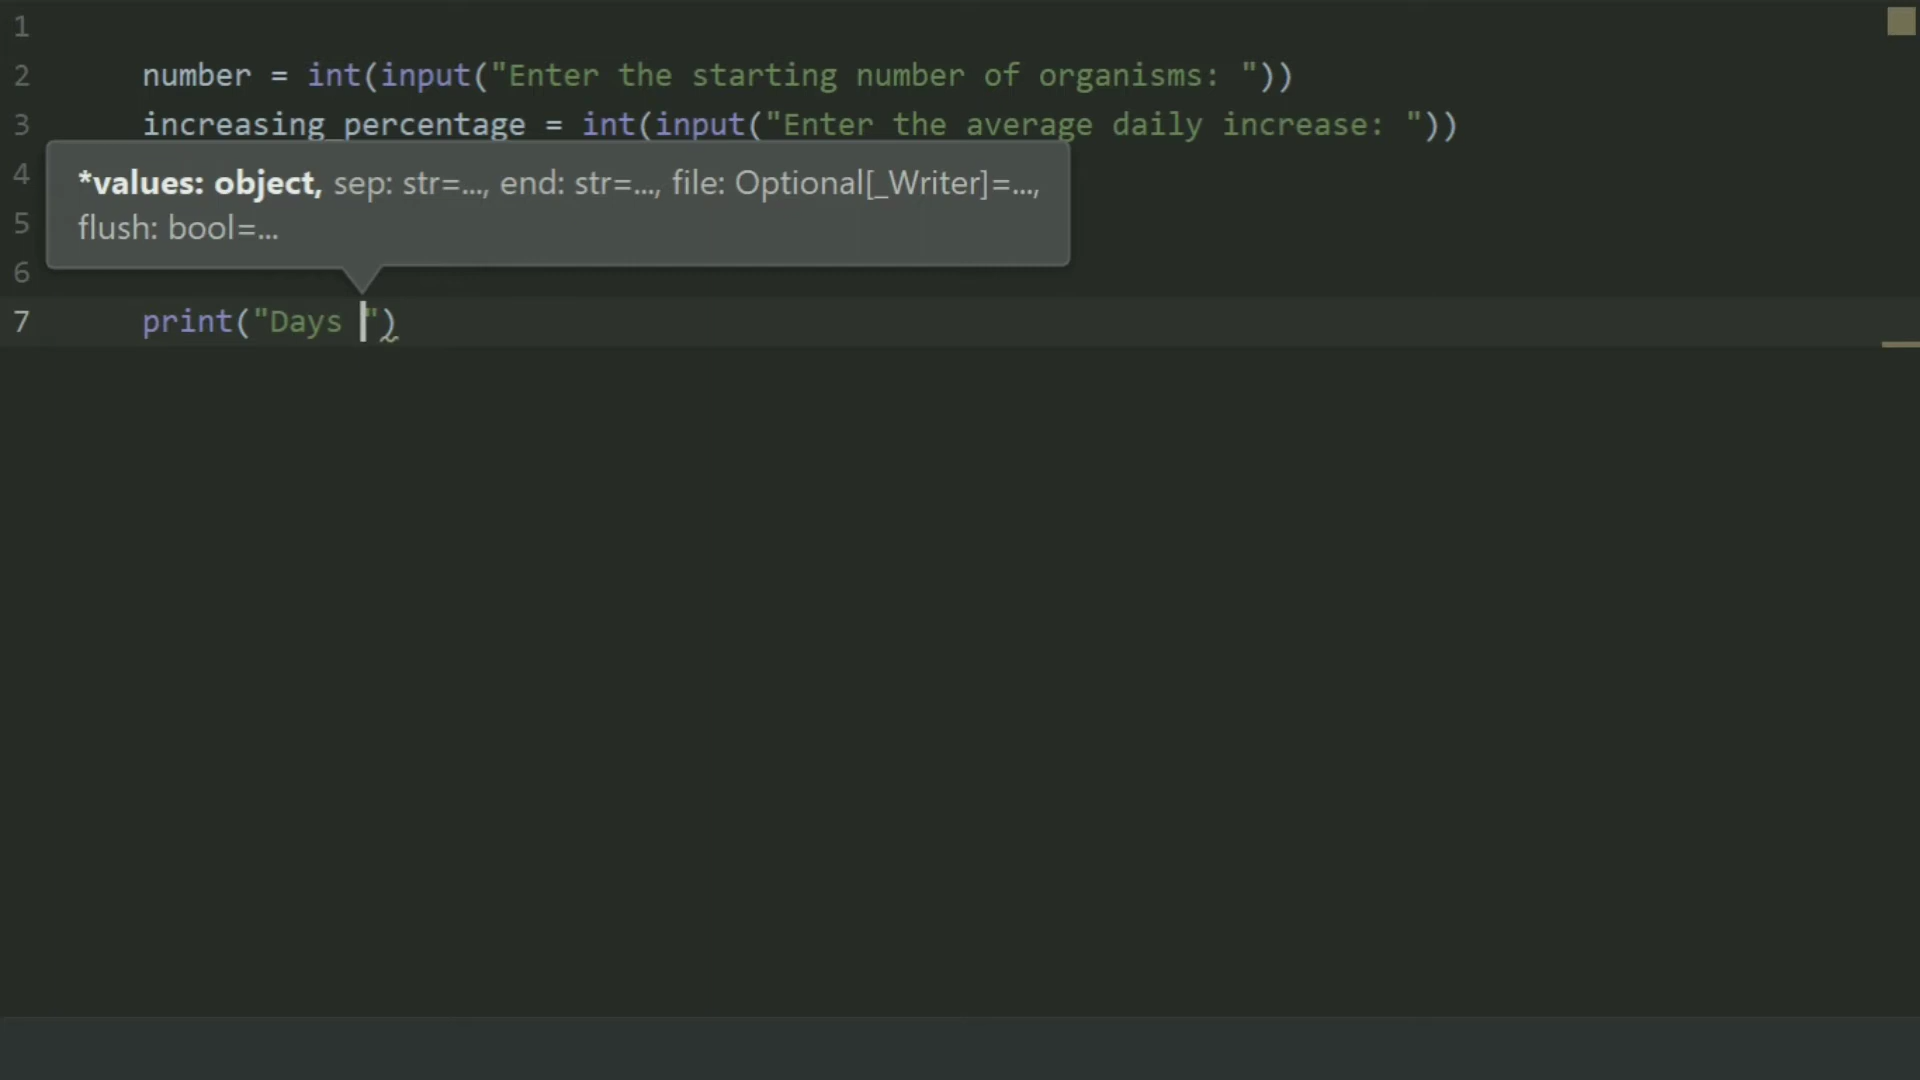 1
2 number = int(input("Enter the starting number of organisms: "))
3 increasing_percentage = int(input("Enter the average daily increase: "))
4 *values: object, sep: str=..., end: str=..., file: Optional[_Writer]=...,
5 flush: bool=...
6
7 print("Days ")